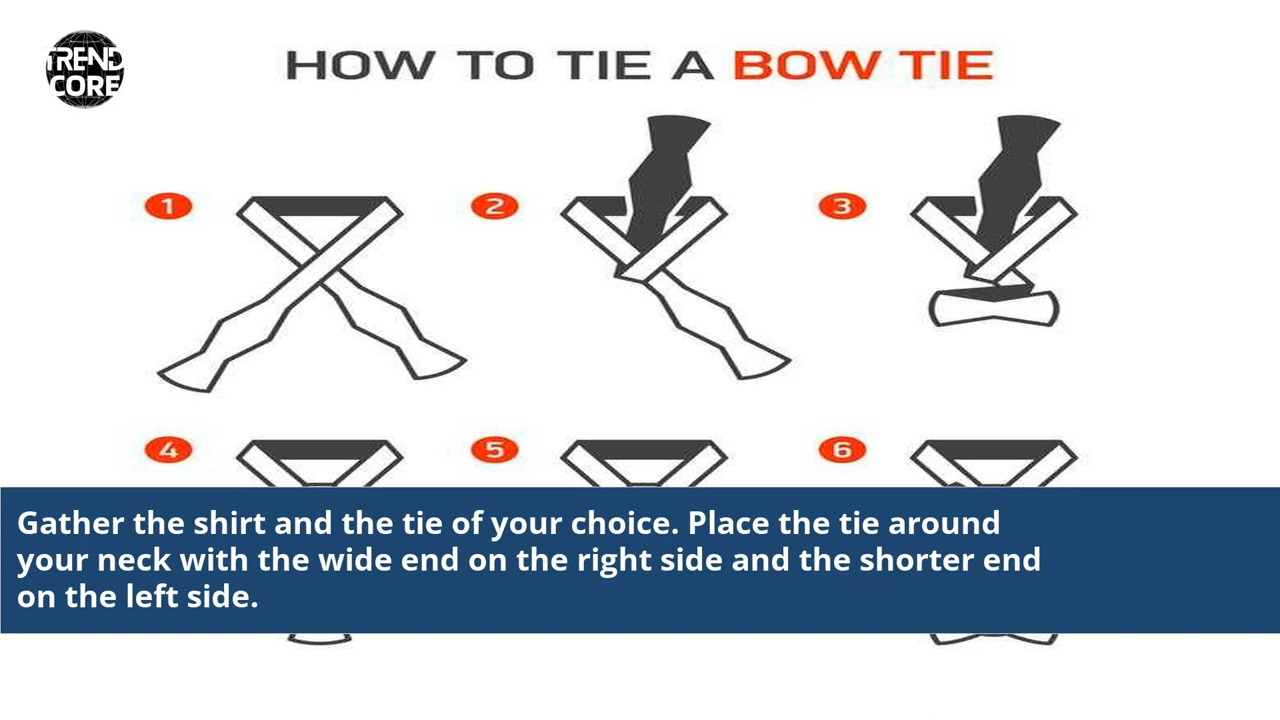 TREND
CORE
HOW TO TIE A BOW TIE
1
2
3
4
5
6
Gather the shirt and the tie of your choice. Place the tie around
your neck with the wide end on the right side and the shorter end
on the left side.